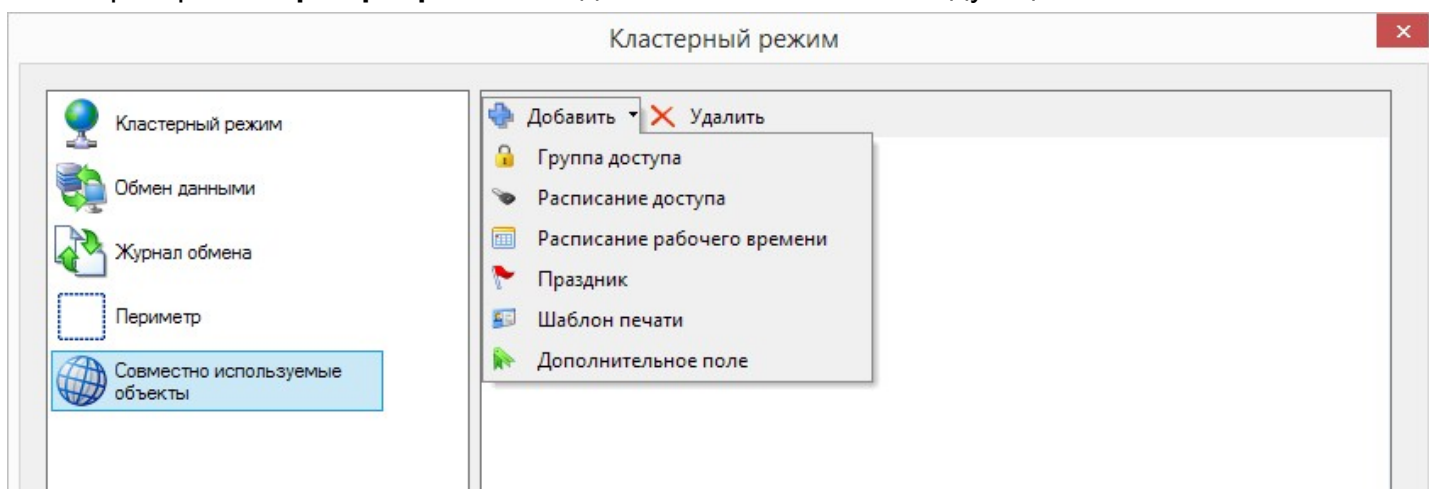 Кластерный режим
Кластерный режим
Обмен данными
Журнал обмена
Периметр
Совместно используемые
объекты
Добавить Удалить
Группа доступа
Расписание доступа
Расписание рабочего времени
Праздник
Шаблон печати
Дополнительное поле